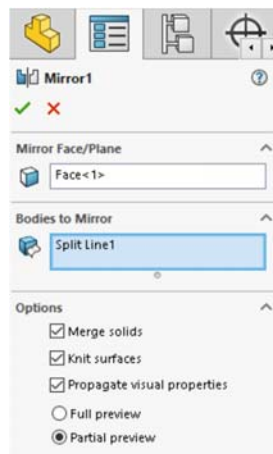 Mirror1
Mirror Face/Plane
Face<1>
Bodies to Mirror
Split Line1
Options
Merge solids
Knit surfaces
Propagate visual properties
Full preview
Partial preview